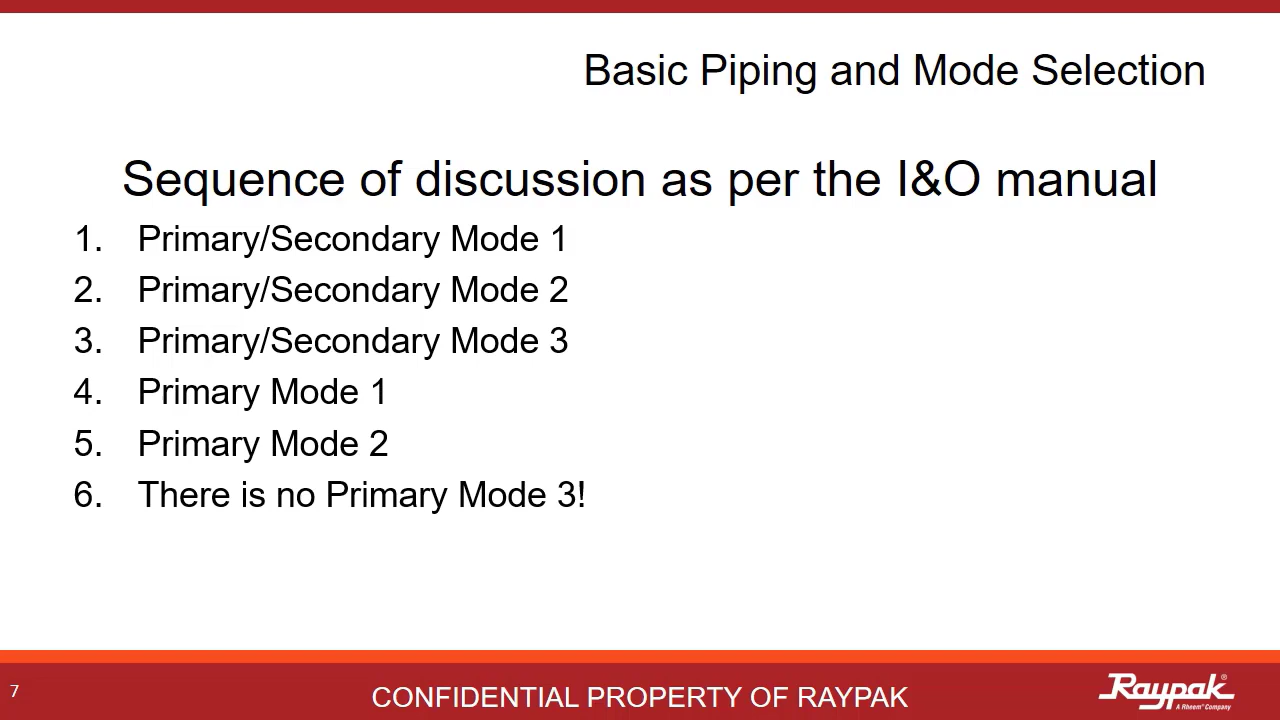 Basic Piping and Mode Selection
Sequence of discussion as per the I&O manual
1. Primary/Secondary Mode 1
2. Primary/Secondary Mode 2
3. Primary/Secondary Mode 3
4. Primary Mode 1
5. Primary Mode 2
6. There is no Primary Mode 3!
7
CONFIDENTIAL PROPERTY OF RAYPAK
Raypak®
A Rheem® Company